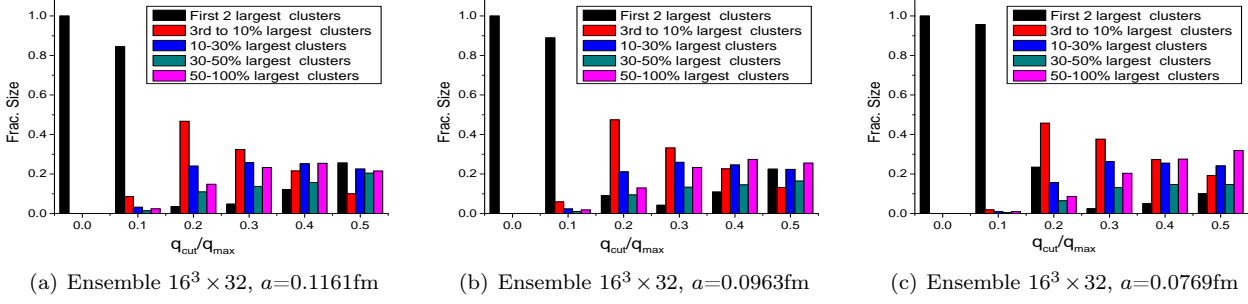 First 2 largest clusters
3rd to 10% largest clusters
10-30% largest clusters
30-50% largest clusters
50-100% largest clusters
Frac. Size
1.0
0.8
0.6
0.4
0.2
0.0
0.0 0.1 0.2 0.3 0.4 0.5
q_cut/q_max
(a) Ensemble 16³ × 32, a=0.1161fm
First 2 largest clusters
3rd to 10% largest clusters
10-30% largest clusters
30-50% largest clusters
50-100% largest clusters
Frac. Size
1.0
0.8
0.6
0.4
0.2
0.0
0.0 0.1 0.2 0.3 0.4 0.5
q_cut/q_max
(b) Ensemble 16³ × 32, a=0.0963fm
First 2 largest clusters
3rd to 10% largest clusters
10-30% largest clusters
30-50% largest clusters
50-100% largest clusters
Frac. Size
1.0
0.8
0.6
0.4
0.2
0.0
0.0 0.1 0.2 0.3 0.4 0.5
q_cut/q_max
(c) Ensemble 16³ × 32, a=0.0769fm